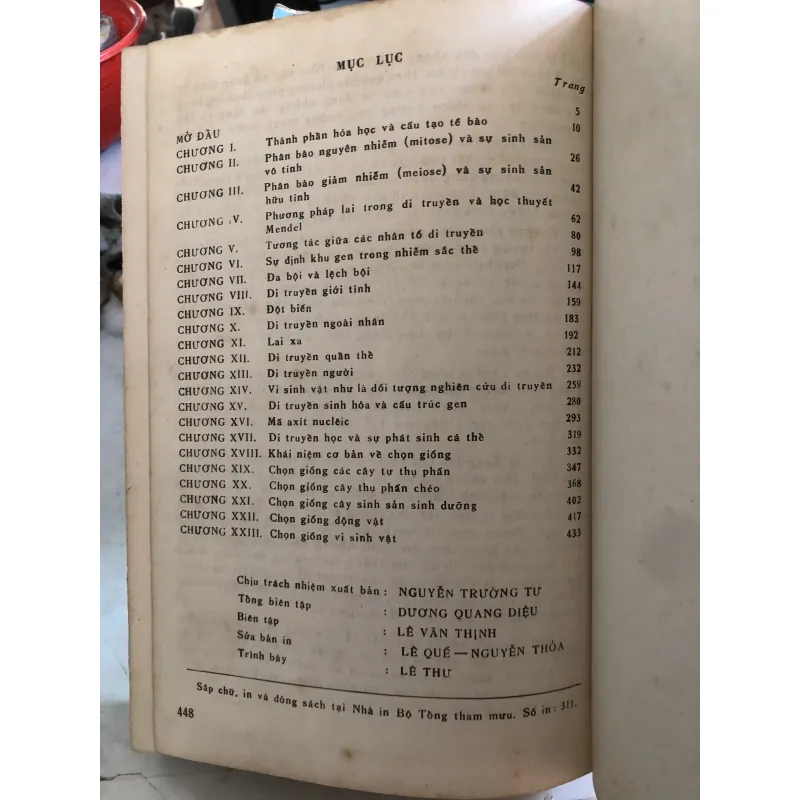 MỤC LỤC
Trang
MỞ ĐẦU 5
CHƯƠNG I. Thành phần hóa học và cấu tạo tế bào 10
CHƯƠNG II. Phân bào nguyên nhiễm (mitose) và sự sinh sản
vô tính 26
CHƯƠNG III. Phân bào giảm nhiễm (meiose) và sự sinh sản
hữu tính 42
CHƯƠNG IV. Phương pháp lai trong di truyền và học thuyết
Mendel 62
CHƯƠNG V. Tương tác giữa các nhân tố di truyền 80
CHƯƠNG VI. Sự định khu gen trong nhiễm sắc thể 98
CHƯƠNG VII. Đa bội và lệch bội 117
CHƯƠNG VIII. Di truyền giới tính 144
CHƯƠNG IX. Đột biến 159
CHƯƠNG X. Di truyền ngoài nhân 183
CHƯƠNG XI. Lai xa 192
CHƯƠNG XII. Di truyền quần thể 212
CHƯƠNG XIII. Di truyền người 232
CHƯƠNG XIV. Vi sinh vật như là đối tượng nghiên cứu di truyền 258
CHƯƠNG XV. Di truyền sinh hóa và cấu trúc gen 280
CHƯƠNG XVI. Mã axít nuclêic 293
CHƯƠNG XVII. Di truyền học và sự phát sinh cá thể 319
CHƯƠNG XVIII. Khái niệm cơ bản về chọn giống 332
CHƯƠNG XIX. Chọn giống các cây tự thụ phấn 347
CHƯƠNG XX. Chọn giống cây thụ phấn chéo 368
CHƯƠNG XXI. Chọn giống cây sinh sản sinh dưỡng 402
CHƯƠNG XXII. Chọn giống động vật 417
CHƯƠNG XXIII. Chọn giống vi sinh vật 433
Chịu trách nhiệm xuất bản : NGUYỄN TRƯỜNG TƯ
Tổng biên tập : DƯƠNG QUANG DIỆU
Biên tập : LÊ VĂN THỊNH
Sửa bản in : LÊ QUẾ — NGUYỄN THỎA
Trình bày : LÊ THƯ
Sắp chữ, in và đóng sách tại Nhà in Bộ Tổng tham mưu. Số in : 311.
448